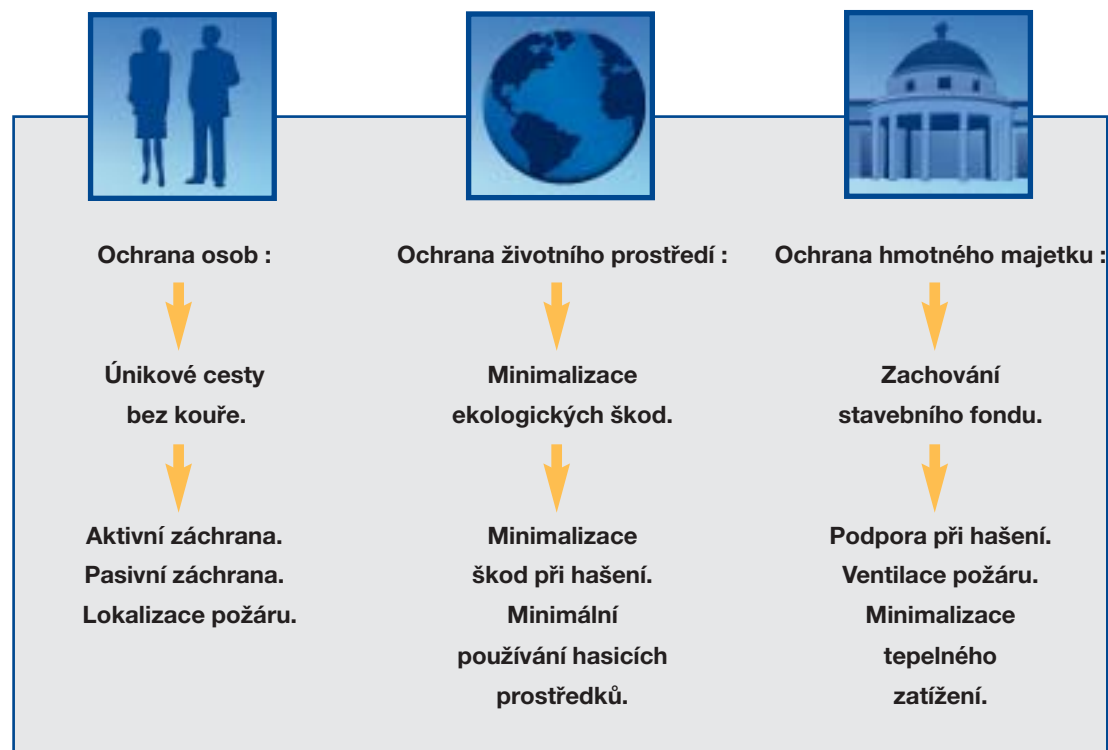 Ochrana osob :
Únikové cesty
bez kouře.
Aktivní záchrana.
Pasivní záchrana.
Lokalizace požáru.
Ochrana životního prostředí :
Minimalizace
ekologických škod.
Minimalizace
škod při hašení.
Minimální
používání hasicích
prostředků.
Ochrana hmotného majetku :
Zachování
stavebního fondu.
Podpora při hašení.
Ventilace požáru.
Minimalizace
tepelného
zatížení.